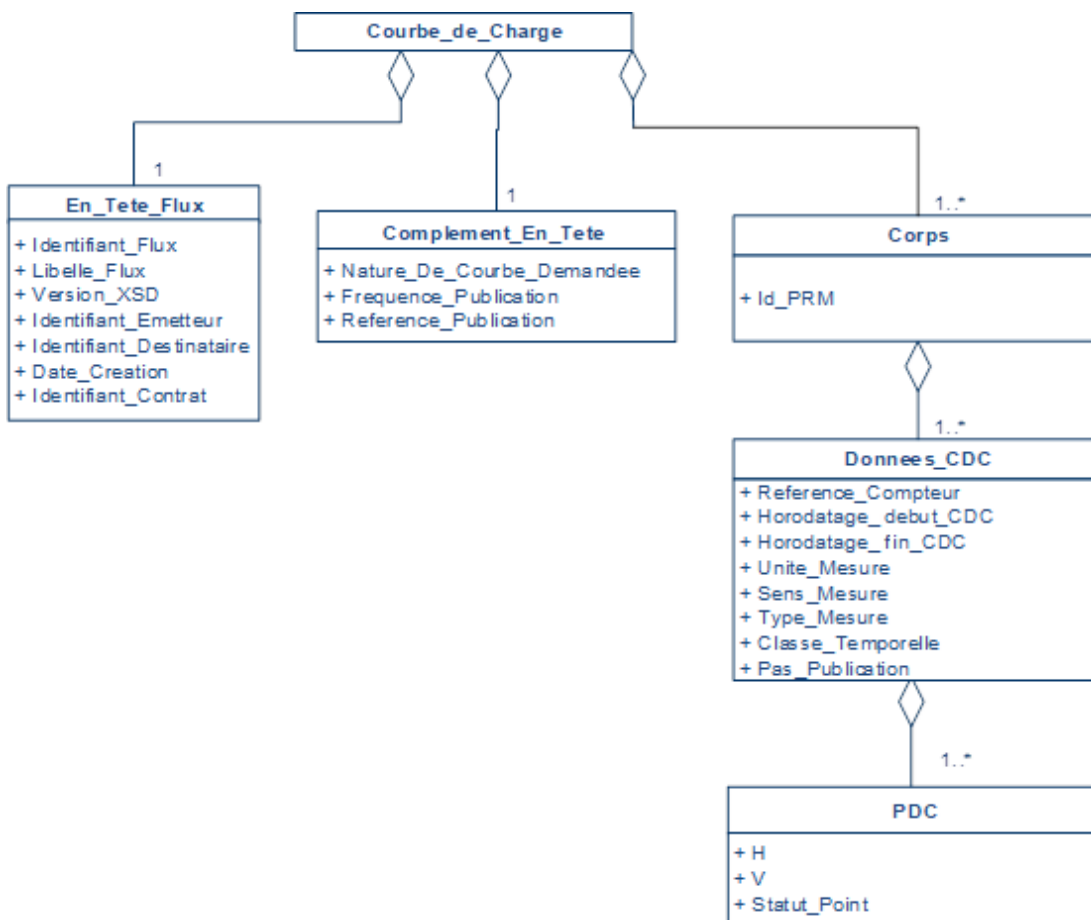 Courbe_de_Charge
1
En_Tete_Flux
+ Identifiant_Flux
+ Libelle_Flux
+ Version_XSD
+ Identifiant_Emetteur
+ Identifiant_Destinataire
+ Date_Creation
+ Identifiant_Contrat
1
Complement_En_Tete
+ Nature_De_Courbe_Demandee
+ Frequence_Publication
+ Reference_Publication
1..*
Corps
+ Id_PRM
1..*
Donnees_CDC
+ Reference_Compteur
+ Horodatage_debut_CDC
+ Horodatage_fin_CDC
+ Unite_Mesure
+ Sens_Mesure
+ Type_Mesure
+ Classe_Temporelle
+ Pas_Publication
1..*
PDC
+ H
+ V
+ Statut_Point